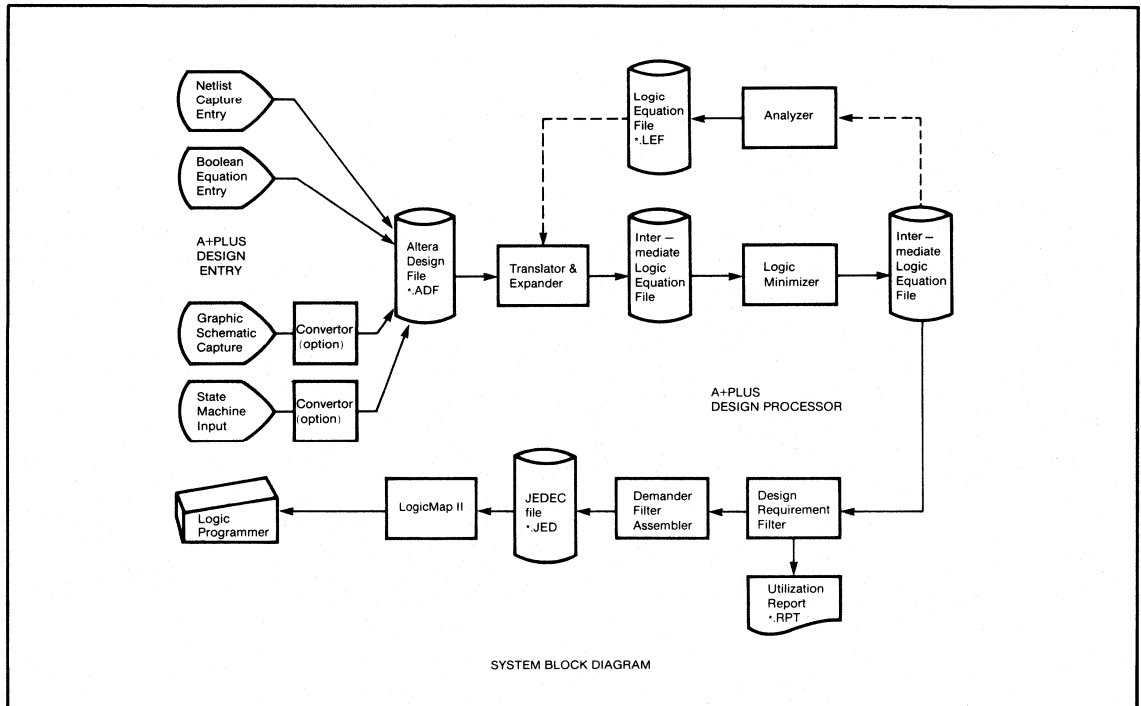 Netlist
Capture
Entry
Boolean
Equation
Entry
A+PLUS
DESIGN
ENTRY
Graphic
Schematic
Capture
Convertor
(option)
State
Machine
Input
Convertor
(option)
Altera
Design
File
*.ADF
Translator &
Expander
Logic
Equation
File
*.LEF
Analyzer
Inter –
mediate
Logic
Equation
File
Logic
Minimizer
Inter –
mediate
Logic
Equation
File
A+PLUS
DESIGN PROCESSOR
Logic
Programmer
LogicMap II
JEDEC
file
*.JED
Demander
Filter
Assembler
Design
Requirement
Filter
Utilization
Report
*.RPT
SYSTEM BLOCK DIAGRAM